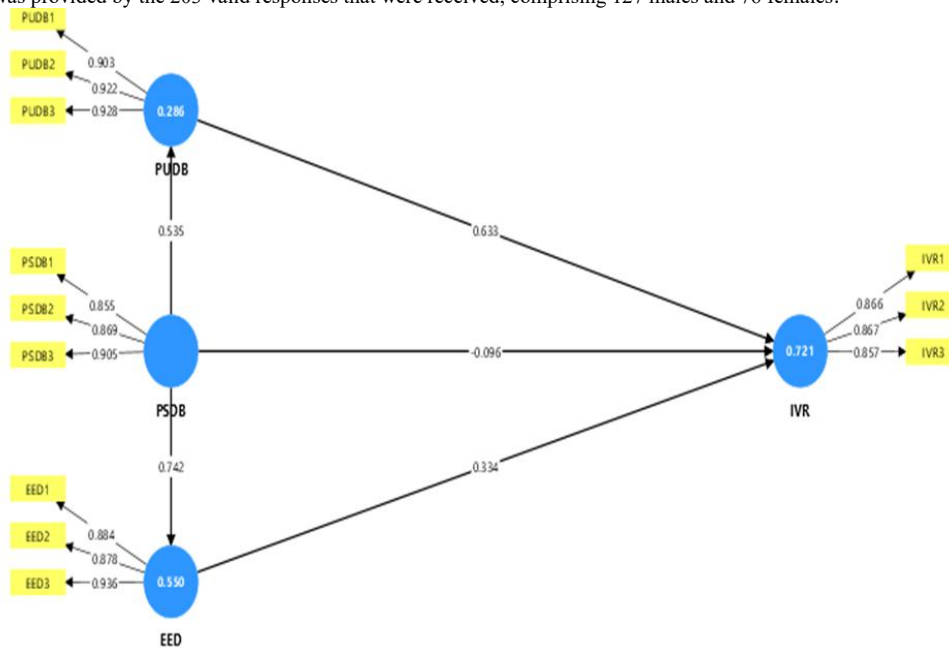 was provided by the 203 valid responses that were received, comprising 127 males and 76 females.
PUDB1
0.903
PUDB2
0.922
PUDB3
0.928
0.286
PUDB
0.535
0.633
PSDB1
0.855
PSDB2
0.869
PSDB3
0.905
PSDB
-0.096
IVR1
0.866
IVR2
0.867
0.721
0.857
IVR3
IVR
0.742
0.334
EED1
0.884
EED2
0.878
EED3
0.936
0.550
EED